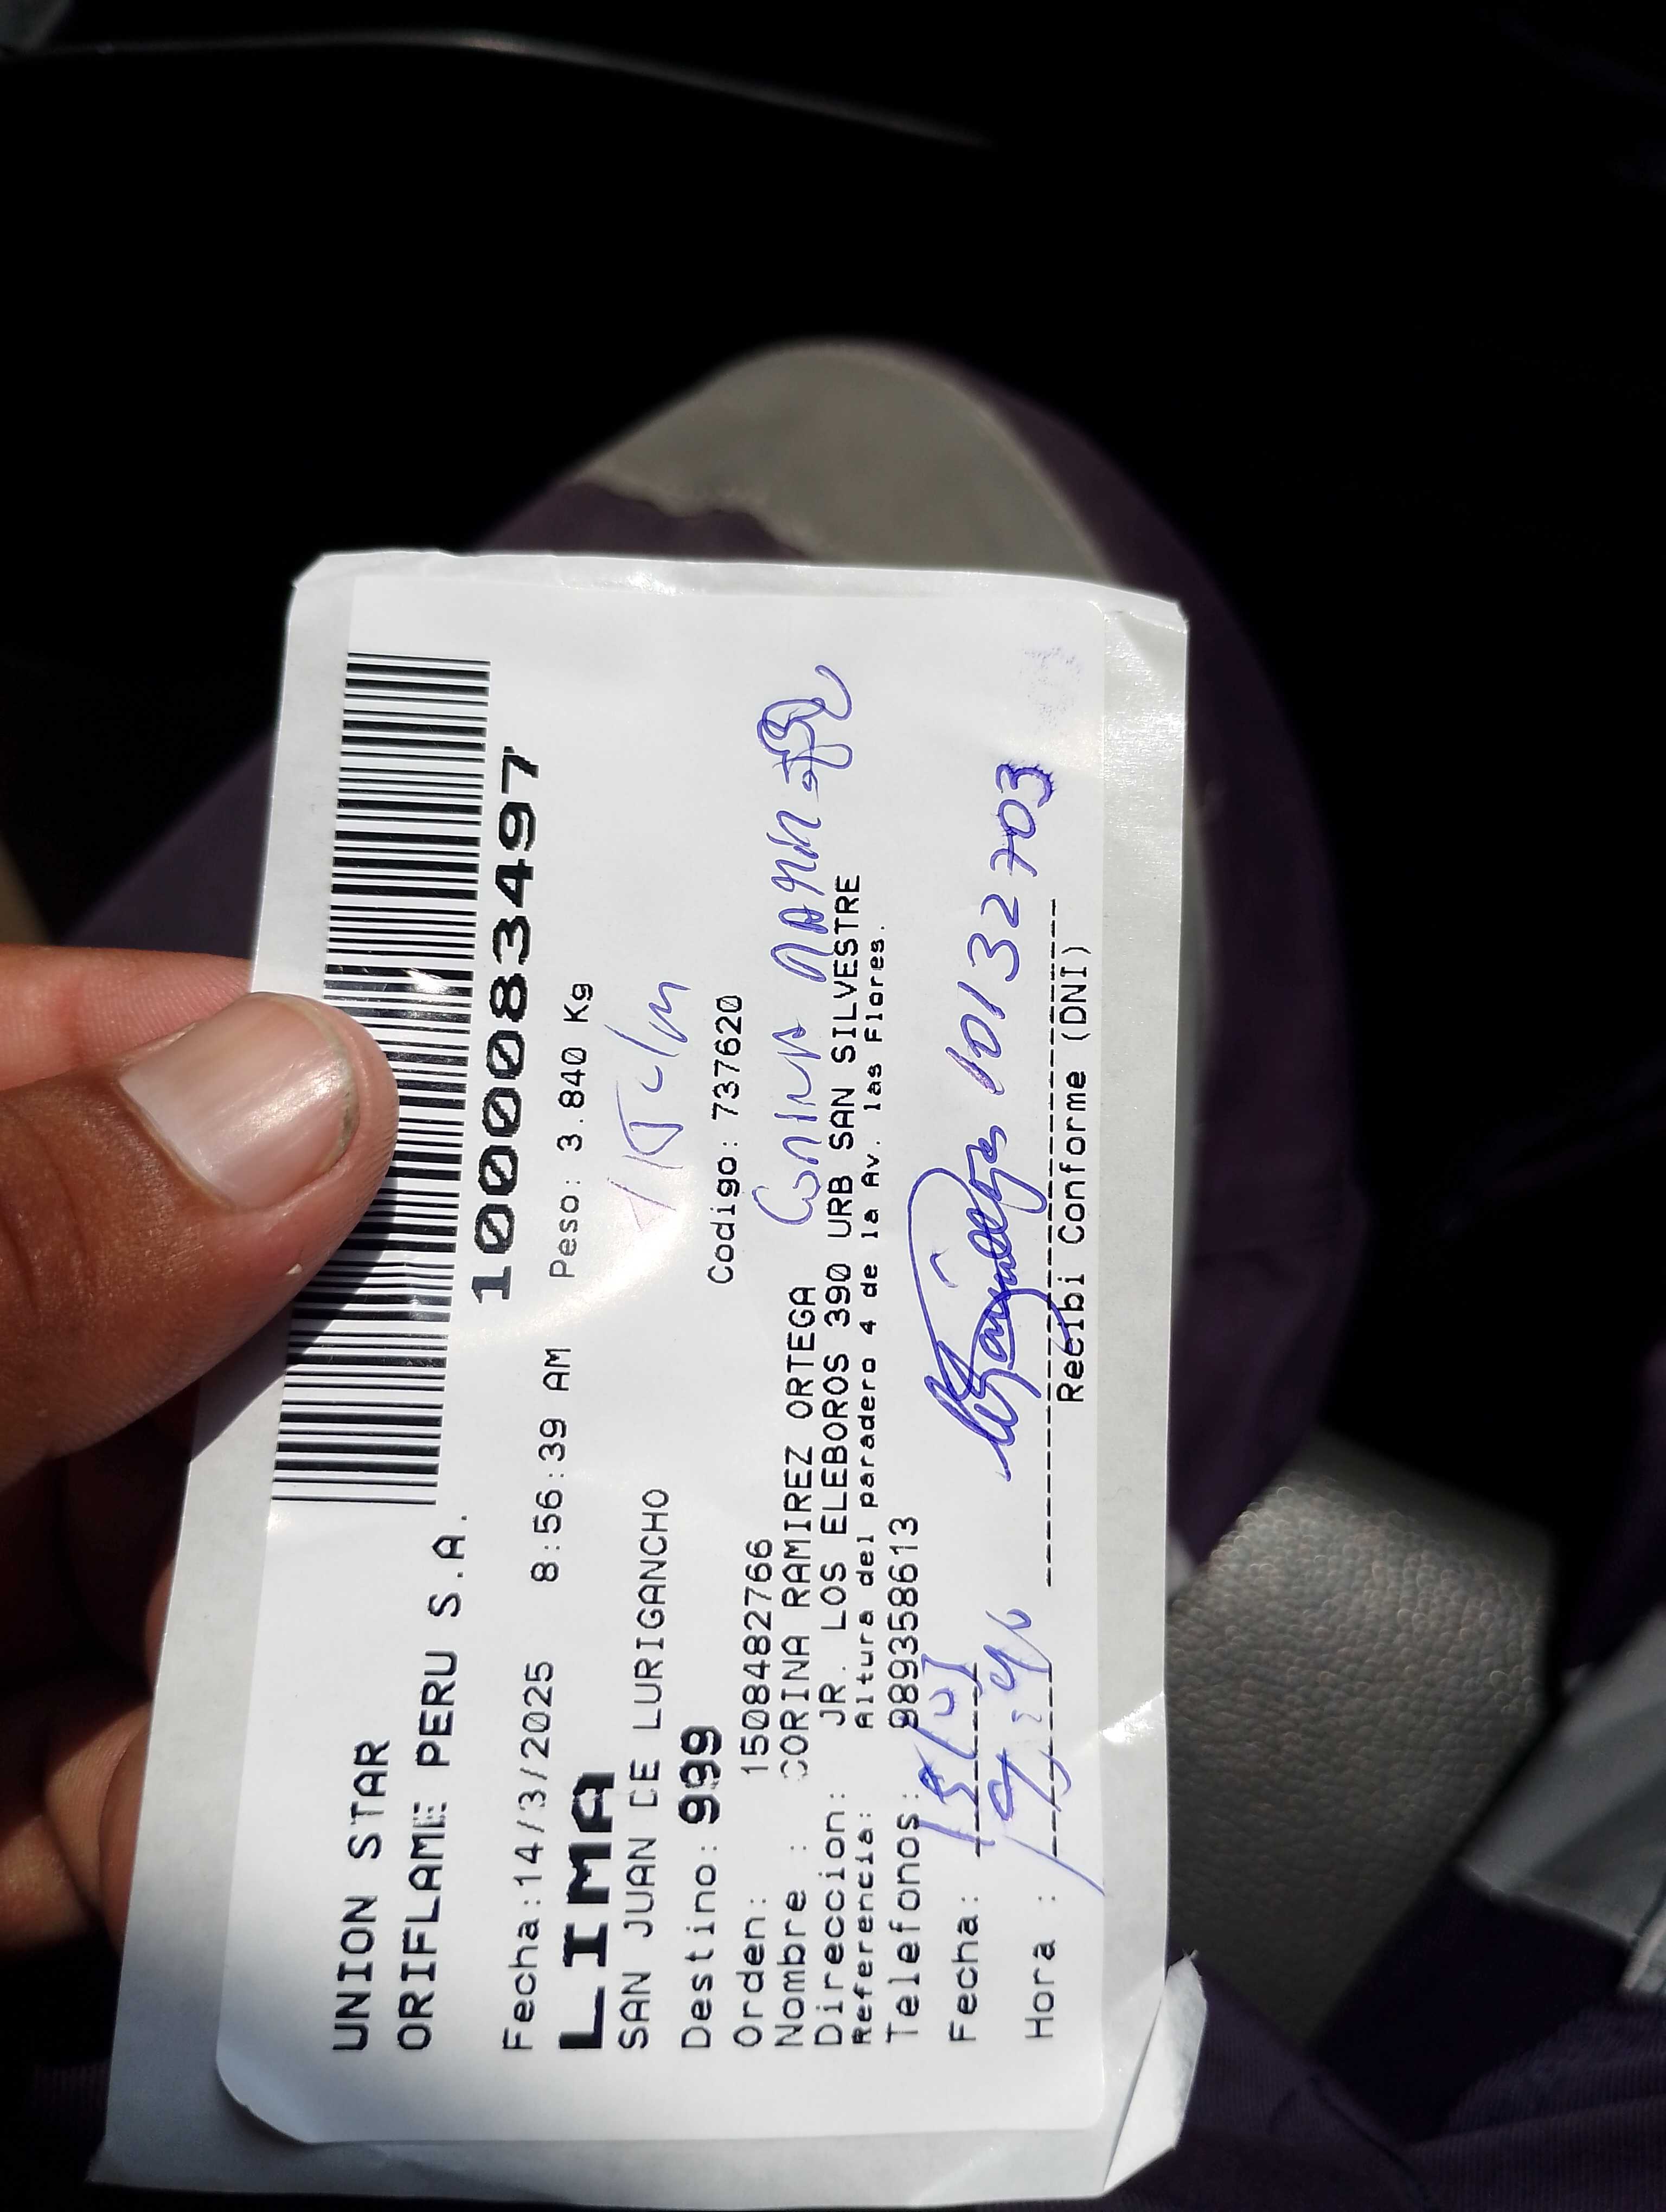 UNION STAR
ORIFLAME PERU S.A.
1000083497
Fecha:14/3/2025 8:56:39 AM Peso: 3.840 Kg
LIMA
SAN JUAN DE LURIGANCHO
Destino: 999 Codigo: 737620
Orden: 1508482766
Nombre : CORINA RAMIREZ ORTEGA
Direccion: JR. LOS ELEBOROS 390 URB SAN SILVESTRE
Referencia: Altura del paradero 4 de la Av. las Flores.
Telefonos: 989358613
Fecha:
10132703
Hora :
Recibi Conforme (DNI)